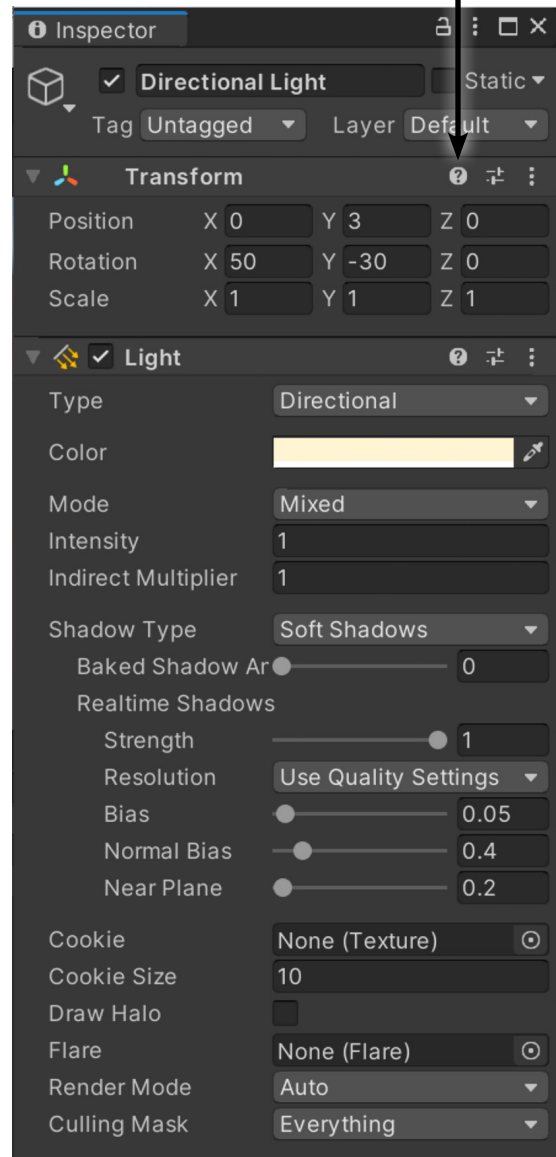 Inspector
Directional Light Static
Tag Untagged Layer Default
Transform
Position X 0 Y 3 Z 0
Rotation X 50 Y -30 Z 0
Scale X 1 Y 1 Z 1
Light
Type Directional
Color
Mode Mixed
Intensity 1
Indirect Multiplier 1
Shadow Type Soft Shadows
Baked Shadow Ar 0
Realtime Shadows
Strength 1
Resolution Use Quality Settings
Bias 0.05
Normal Bias 0.4
Near Plane 0.2
Cookie None (Texture)
Cookie Size 10
Draw Halo
Flare None (Flare)
Render Mode Auto
Culling Mask Everything